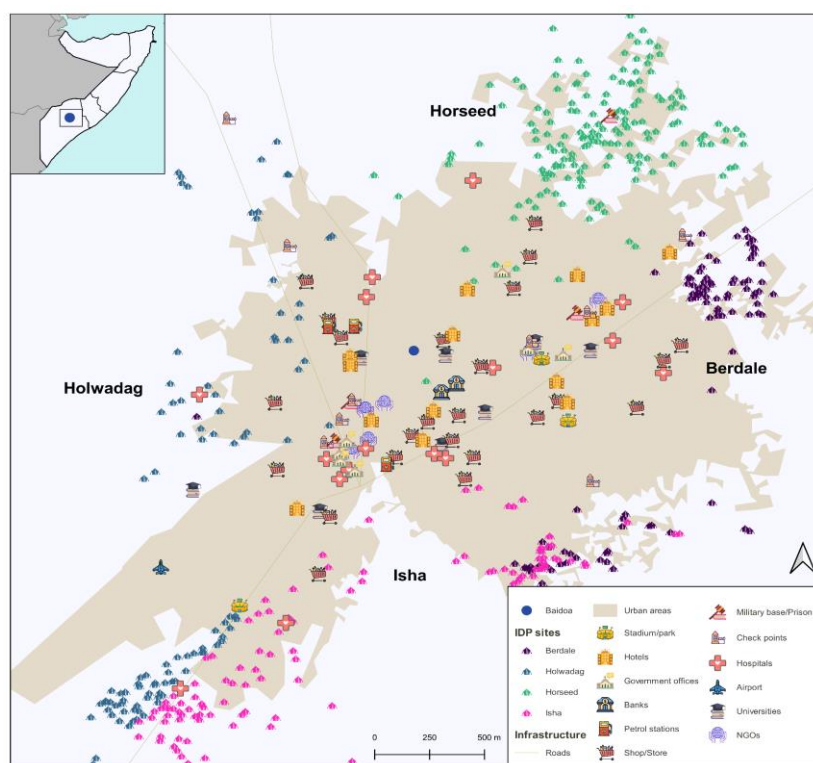 Horseed
Berdale
Holwadag
Isha
Baidoa
IDP sites
Berdale
Holwadag
Horseed
Isha
Infrastructure
Roads
Urban areas
Stadium/park
Hotels
Government offices
Banks
Petrol stations
Shop/Store
Military base/Prison
Check points
Hospitals
Airport
Universities
NGOs
0 250 500 m